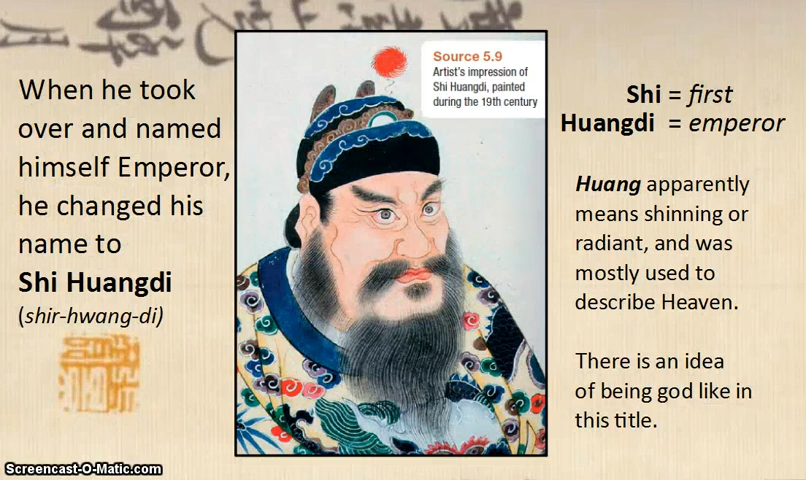 When he took
over and named
himself Emperor,
he changed his
name to
Shi Huangdi
(shir-hwang-di)
Source 5.9
Artist's impression of
Shi Huangdi, painted
during the 19th century
Shi = first
Huangdi = emperor
Huang apparently
means shinning or
radiant, and was
mostly used to
describe Heaven.
There is an idea
of being god like in
this title.
Screencast-O-Matic.com